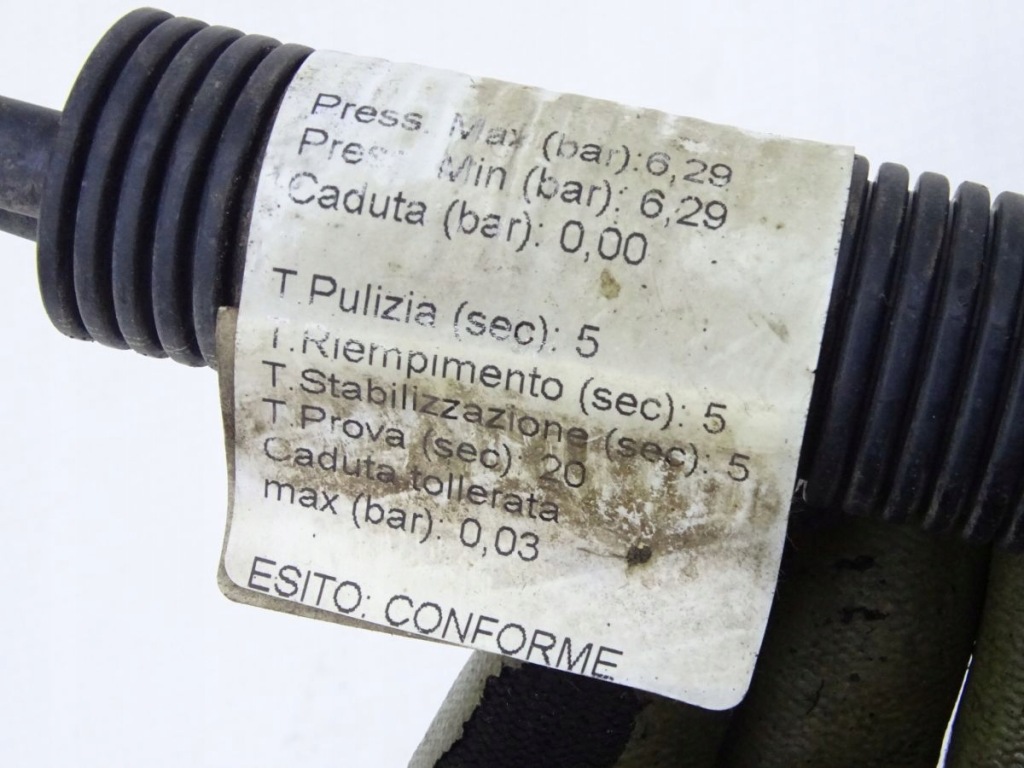 Press. Max (bar):6,29
Press. Min (bar): 6,29
Caduta (bar): 0,00
T.Pulizia (sec): 5
T.Riempimento (sec): 5
T.Stabilizzazione (sec): 5
T.Prova (sec): 20
Caduta tollerata
max (bar): 0,03
ESITO: CONFORME